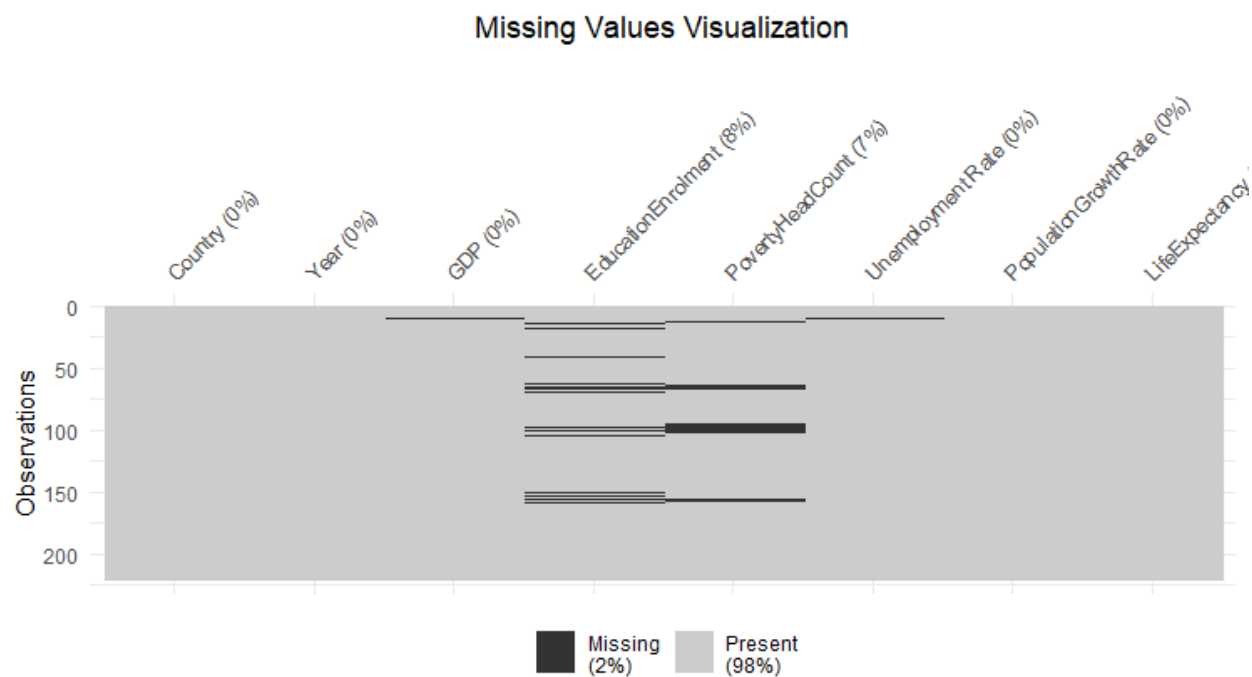 Missing Values Visualization
Country (0%)
Year (0%)
GDP (0%)
EducationEnrolment (8%)
PovertyHeadCount (7%)
UnemploymentRate (0%)
PopulationGrowthRate (0%)
LifeExpectancy
0
50
100
150
200
Observations
Missing
(2%)
Present
(98%)